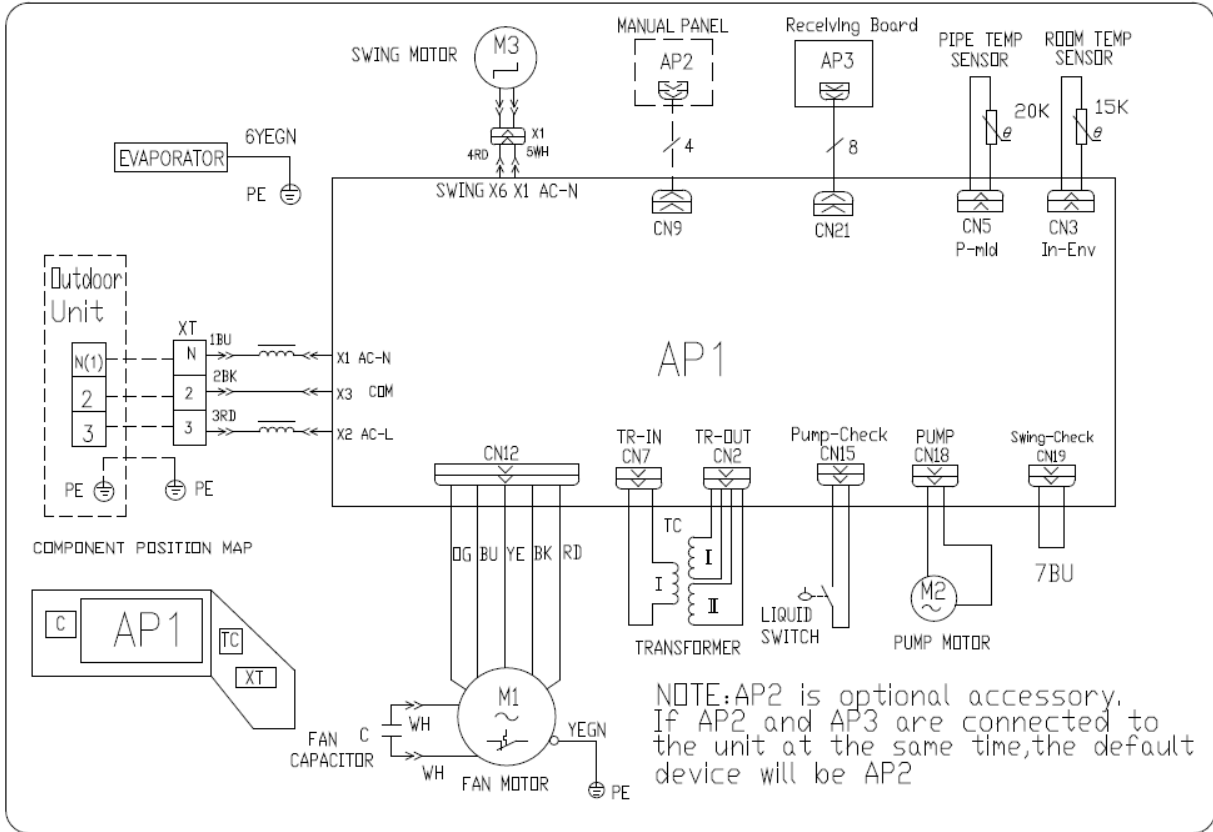 MANUAL PANEL
Receiving Board
SWING MOTOR
M3
AP2
AP3
PIPE TEMP
SENSOR
ROOM TEMP
SENSOR
20K
15K
θ
θ
X1
4RD
5WH
4
8
6YEGN
EVAPORATOR
PE
SWING X6 X1 AC-N
CN9
CN21
CN5
P-mid
CN3
In-Env
Outdoor
Unit
XT
N(1)
N
1BU
X1 AC-N
2
2
2BK
X3 COM
3
3
3RD
X2 AC-L
PE
PE
AP1
CN12
TR-IN
CN7
TR-OUT
CN2
Pump-Check
CN15
PUMP
CN18
Swing-Check
CN19
OG BU YE BK RD
TC
I
I
II
TRANSFORMER
LIQUID
SWITCH
M2
PUMP MOTOR
7BU
COMPONENT POSITION MAP
C
AP1
TC
XT
M1
FAN
CAPACITOR
C
WH
WH
FAN MOTOR
YEGN
PE
NOTE:AP2 is optional accessory.
If AP2 and AP3 are connected to
the unit at the same time,the default
device will be AP2